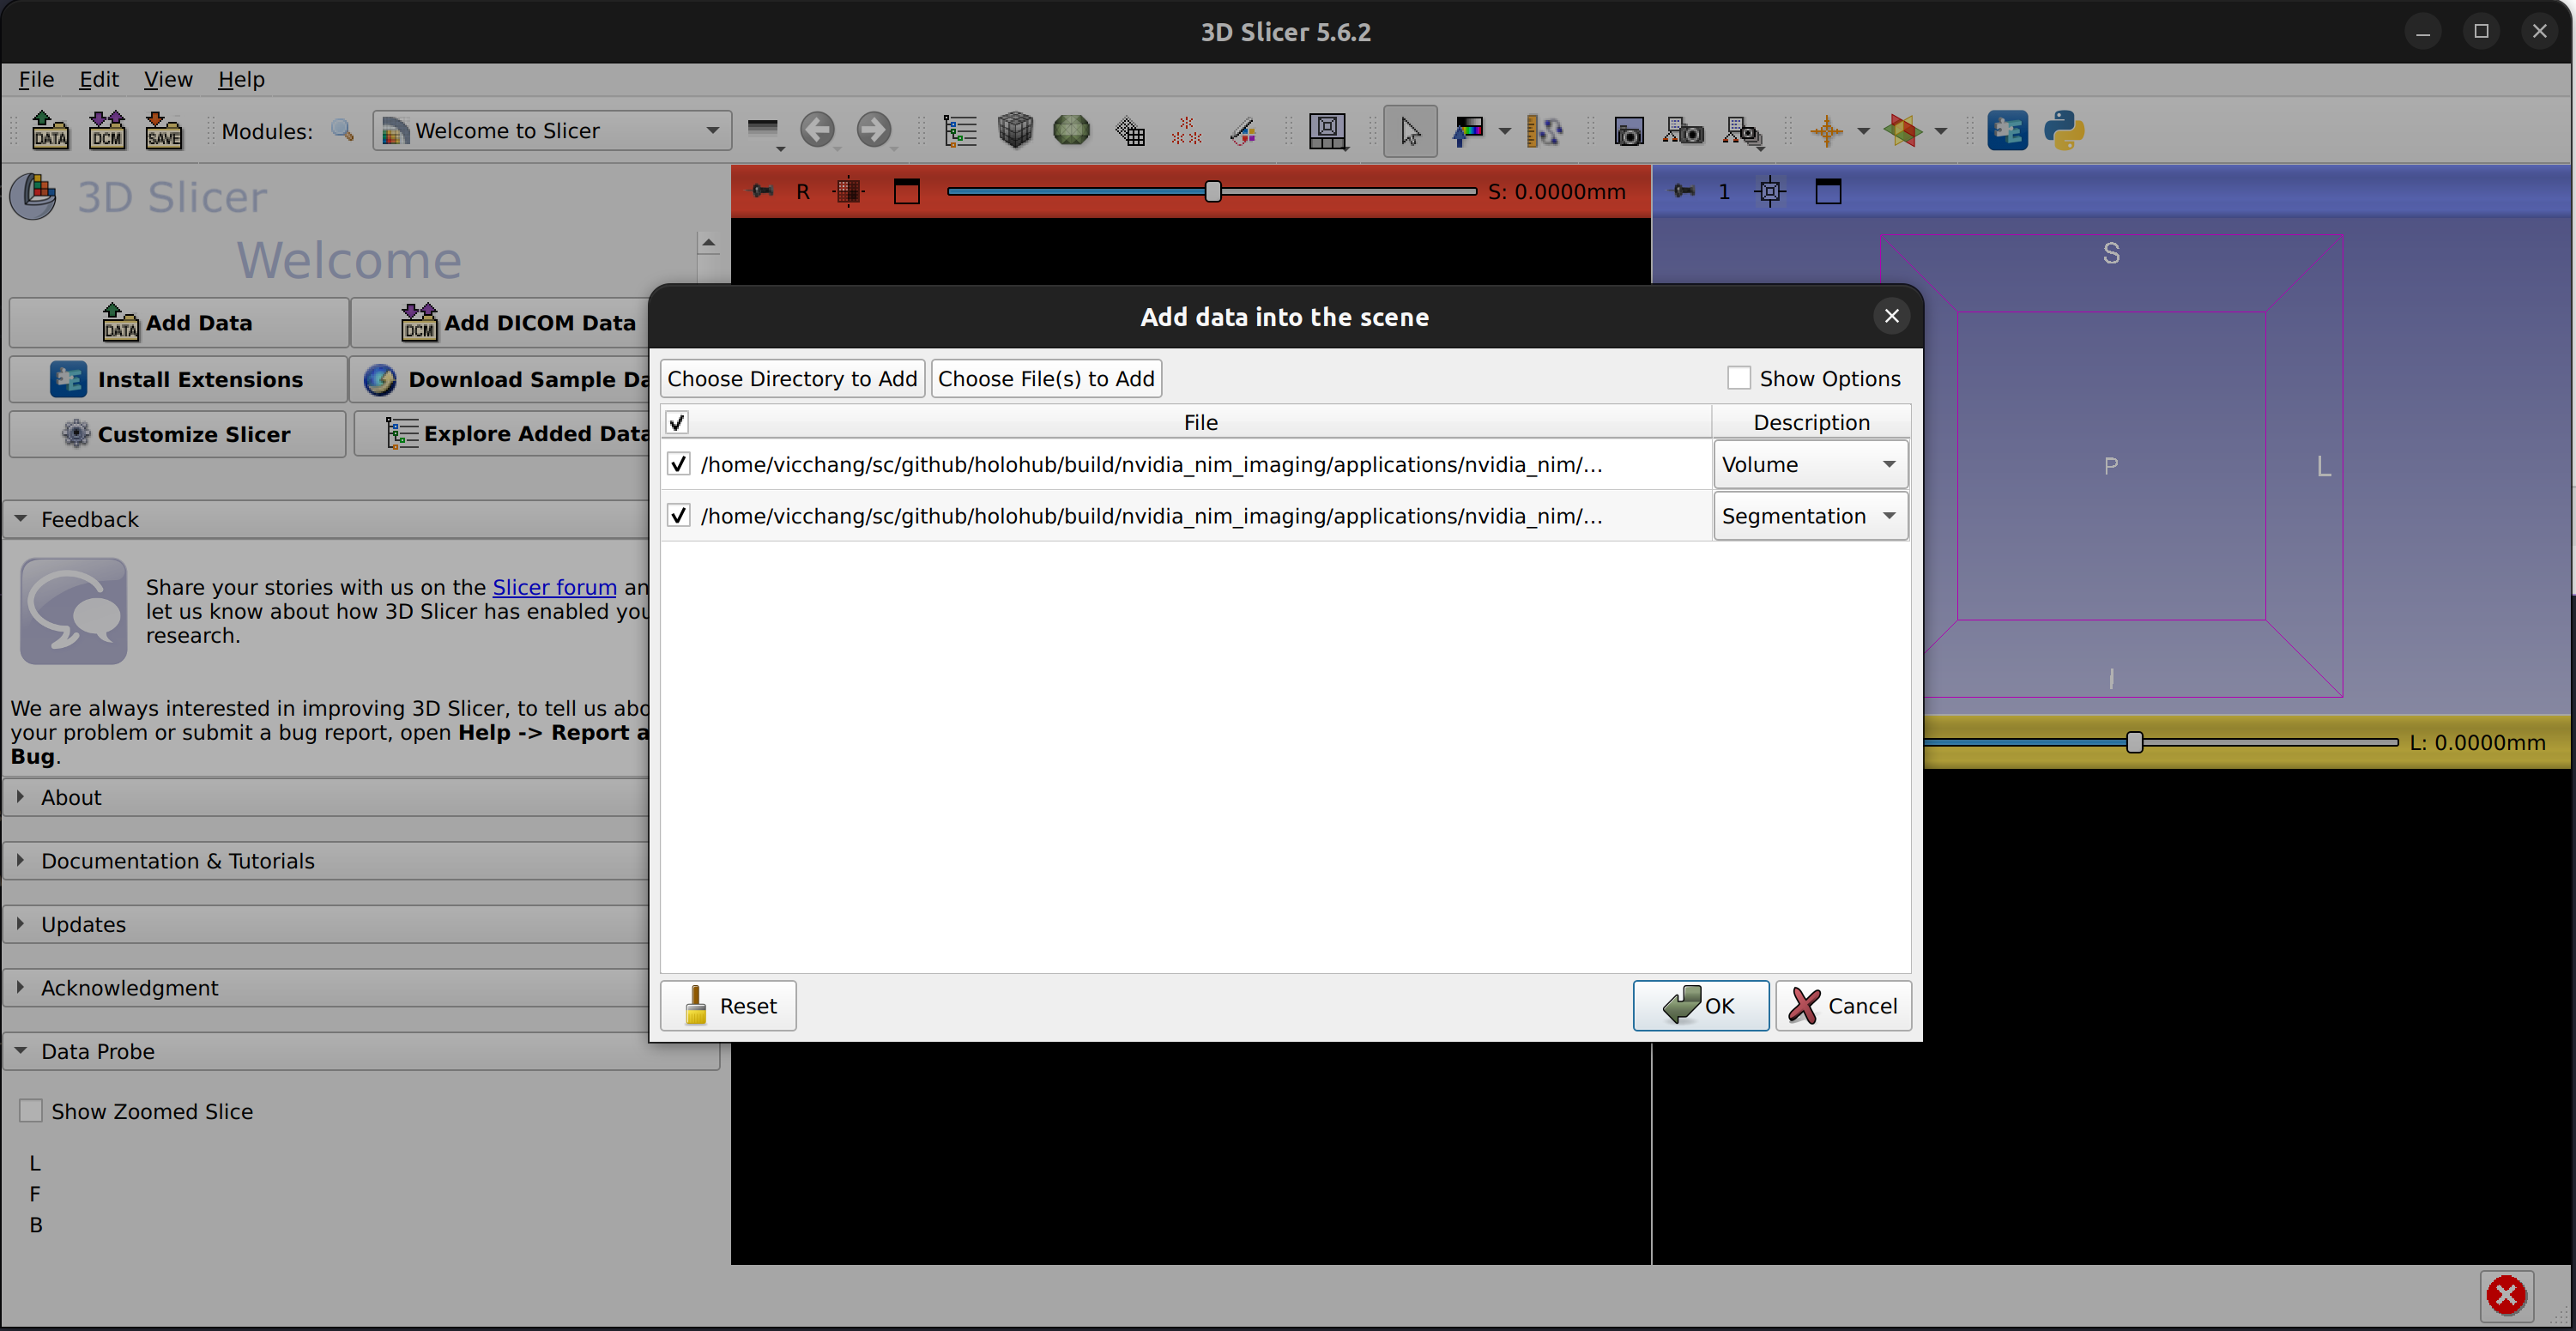 3D Slicer 5.6.2
File Edit View Help
DATA DCM SAVE Modules: Welcome to Slicer
3D Slicer
Welcome
DATA Add Data
DCM Add DICOM Data
Install Extensions
Download Sample Da
Customize Slicer
Explore Added Data
Feedback
Share your stories with us on the Slicer forum an
let us know about how 3D Slicer has enabled you
research.
We are always interested in improving 3D Slicer, to tell us abo
your problem or submit a bug report, open Help -> Report a
Bug.
About
Documentation & Tutorials
Updates
Acknowledgment
Data Probe
Show Zoomed Slice
L
F
B
R S: 0.0000mm
1
S
P
L
I
L: 0.0000mm
Add data into the scene
Choose Directory to Add Choose File(s) to Add Show Options
File Description
/home/vicchang/sc/github/holohub/build/nvidia_nim_imaging/applications/nvidia_nim/... Volume
/home/vicchang/sc/github/holohub/build/nvidia_nim_imaging/applications/nvidia_nim/... Segmentation
Reset OK Cancel